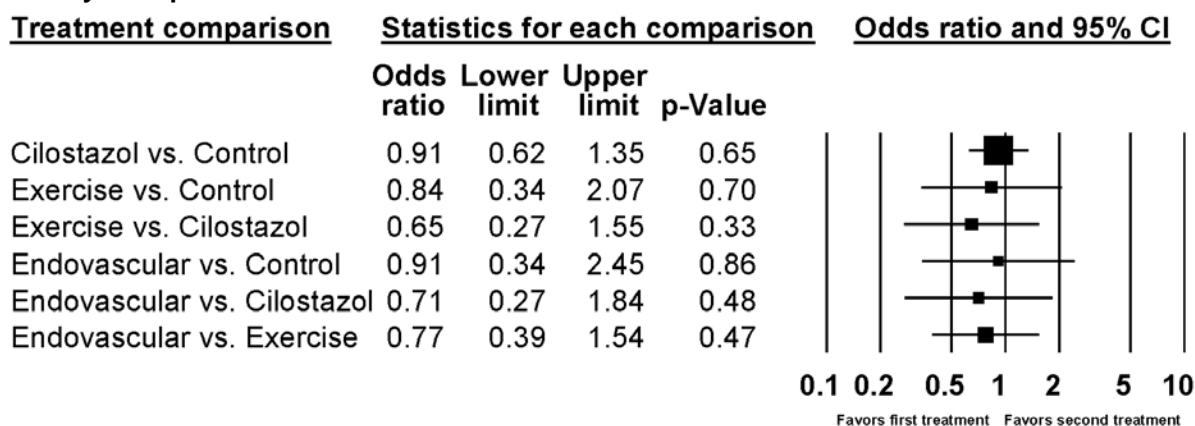 Treatment comparison Statistics for each comparison Odds ratio and 95% CI
Odds Lower Upper
ratio limit limit p-Value
Cilostazol vs. Control 0.91 0.62 1.35 0.65
Exercise vs. Control 0.84 0.34 2.07 0.70
Exercise vs. Cilostazol 0.65 0.27 1.55 0.33
Endovascular vs. Control 0.91 0.34 2.45 0.86
Endovascular vs. Cilostazol 0.71 0.27 1.84 0.48
Endovascular vs. Exercise 0.77 0.39 1.54 0.47
0.1 0.2 0.5 1 2 5 10
Favors first treatment Favors second treatment